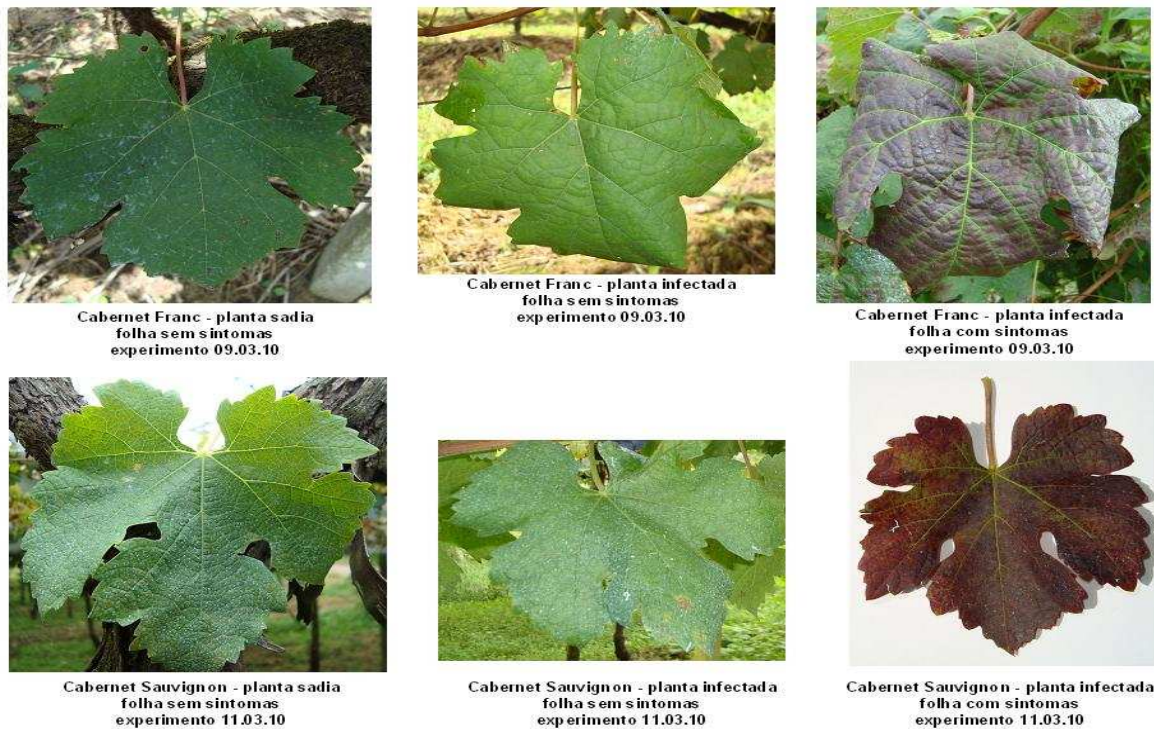 Cabernet Franc - planta sadia
folha sem sintomas
experimento 09.03.10
Cabernet Franc - planta infectada
folha sem sintomas
experimento 09.03.10
Cabernet Franc - planta infectada
folha com sintomas
experimento 09.03.10
Cabernet Sauvignon - planta sadia
folha sem sintomas
experimento 11.03.10
Cabernet Sauvignon - planta infectada
folha sem sintomas
experimento 11.03.10
Cabernet Sauvignon - planta infectada
folha com sintomas
experimento 11.03.10